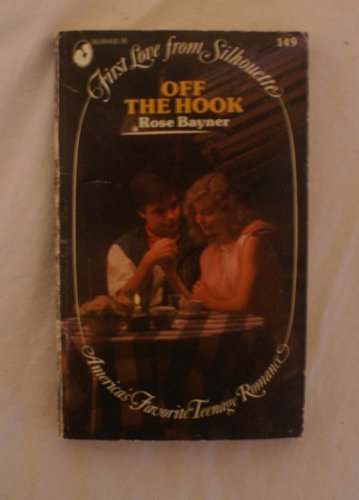 149
First Love from Silhouette
OFF
THE HOOK
Rose Bayner
America's Favorite Teenage Romance